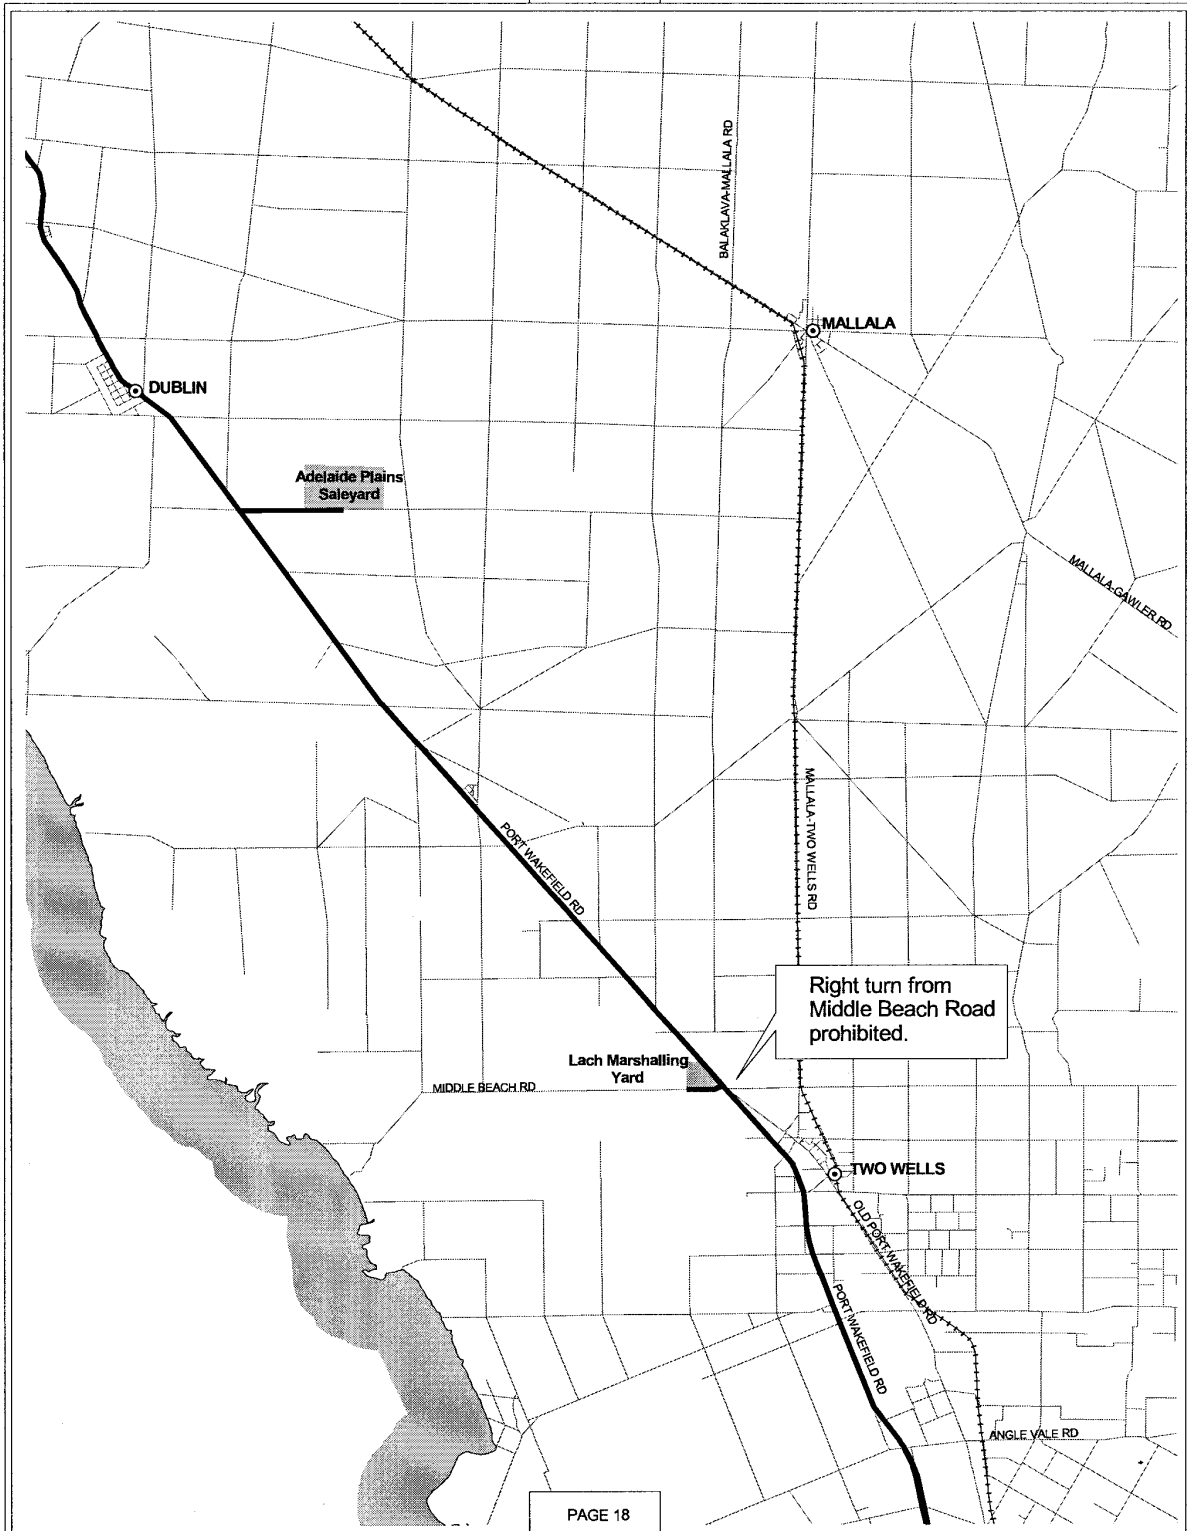 BALAKLAVA-MALLALA RD
MALLALA
DUBLIN
Adelaide Plains
Saleyard
MALLALA-GAWLER RD
MALLALA-TWO WELLS RD
PORT WAKEFIELD RD
Right turn from
Middle Beach Road
prohibited.
Lach Marshalling
Yard
MIDDLE BEACH RD
TWO WELLS
OLD PORT WAKEFIELD RD
PORT WAKEFIELD RD
ANGLE VALE RD
PAGE 18